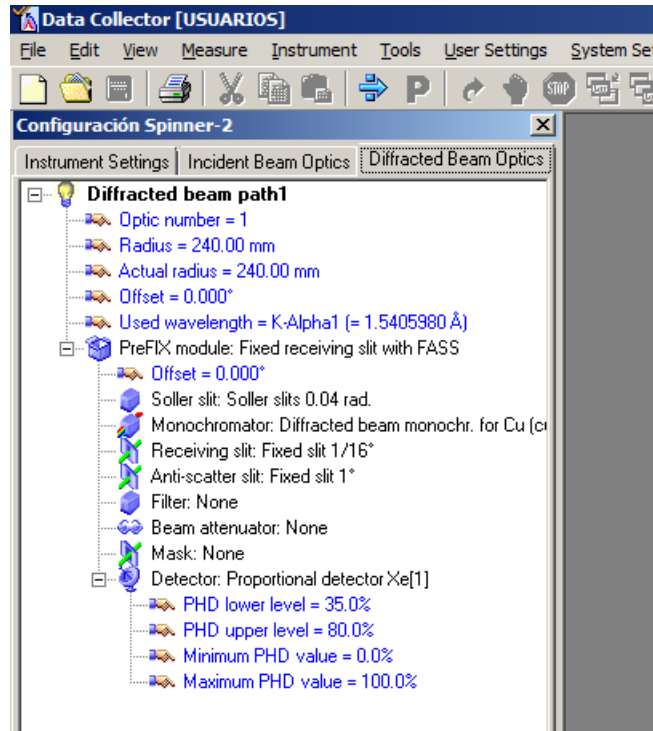 Data Collector [USUARIOS]
File Edit View Measure Instrument Tools User Settings System Se
P STOP
Configuración Spinner-2
Instrument Settings Incident Beam Optics Diffracted Beam Optics
Diffracted beam path1
Optic number = 1
Radius = 240.00 mm
Actual radius = 240.00 mm
Offset = 0.000°
Used wavelength = K-Alpha1 (= 1.5405980 Å)
PreFIX module: Fixed receiving slit with FASS
Offset = 0.000°
Soller slit: Soller slits 0.04 rad.
Monochromator: Diffracted beam monochr. for Cu (cu
Receiving slit: Fixed slit 1/16°
Anti-scatter slit: Fixed slit 1°
Filter: None
Beam attenuator: None
Mask: None
Detector: Proportional detector Xe[1]
PHD lower level = 35.0%
PHD upper level = 80.0%
Minimum PHD value = 0.0%
Maximum PHD value = 100.0%